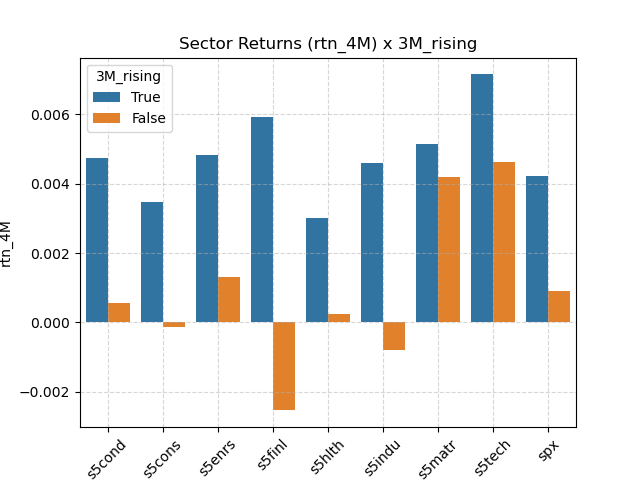 Sector Returns (rtn_4M) x 3M_rising
3M_rising
True
False
rtn_4M
0.006
0.004
0.002
0.000
−0.002
s5cond
s5cons
s5enrs
s5finl
s5hlth
s5indu
s5matr
s5tech
spx